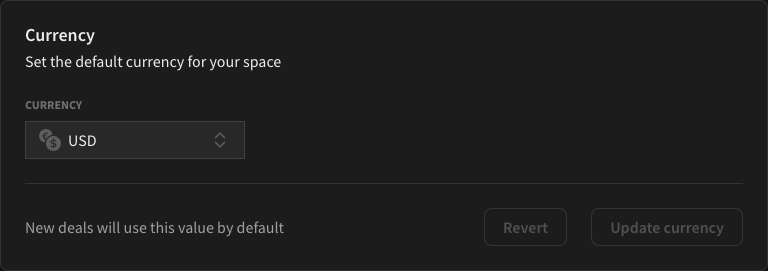 Currency
Set the default currency for your space
CURRENCY
USD
New deals will use this value by default
Revert
Update currency